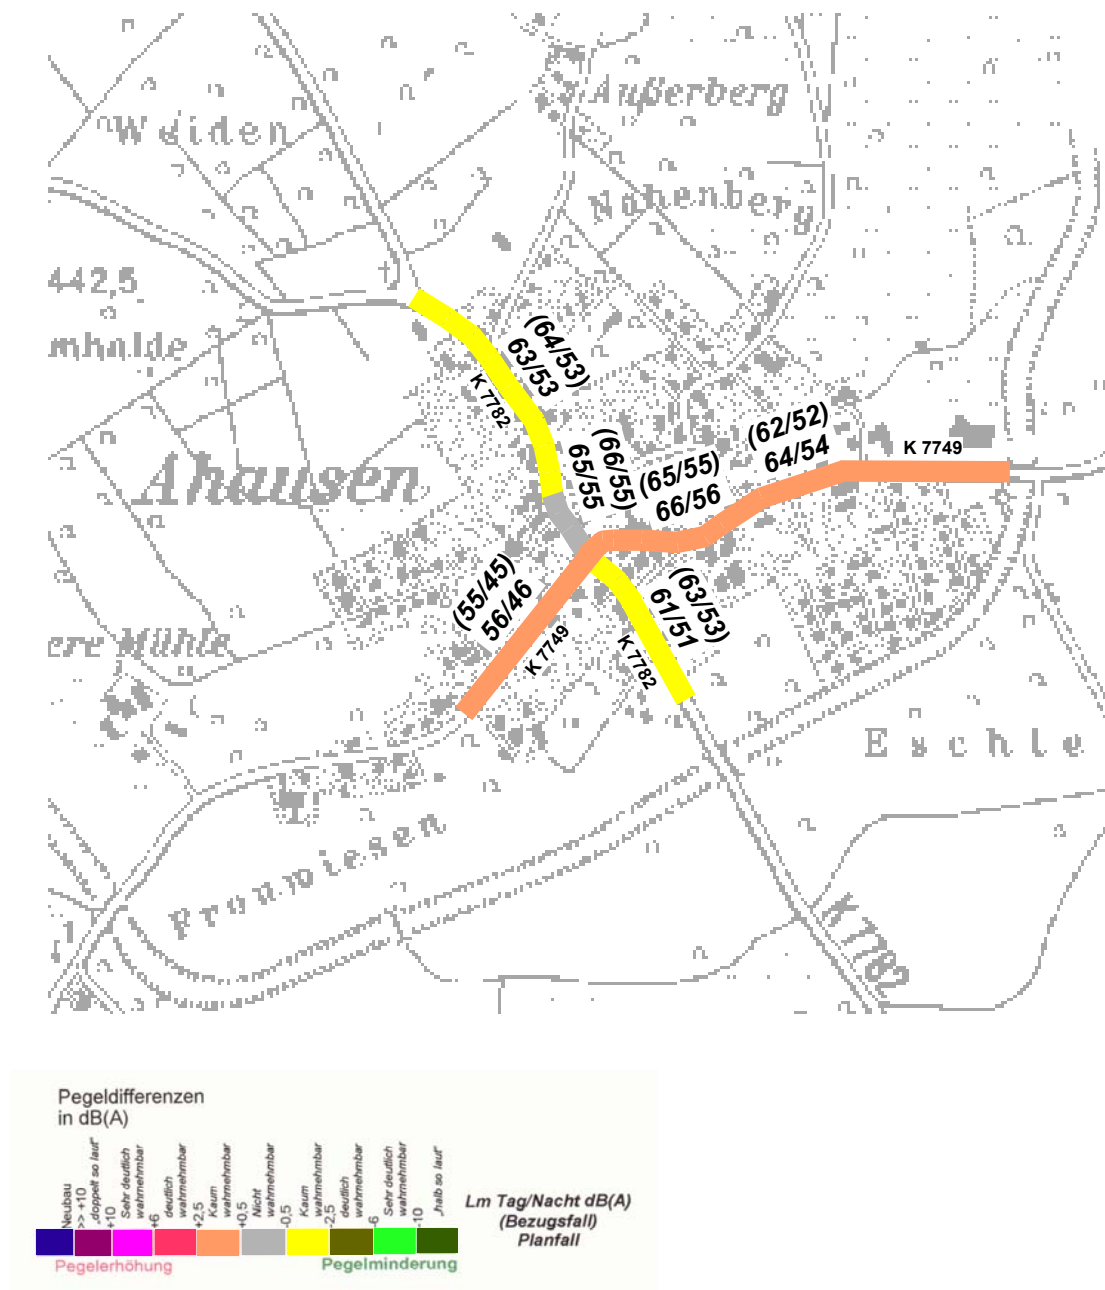 Außerberg
Weiden
Hohenberg
442,5
mhalde
(64/53)
63/53
K 7782
(62/52)
64/54
K 7749
Ahausen
(66/55)
65/55
(65/55)
66/56
(55/45)
56/46
K 7749
(63/53)
61/51
K 7782
ere Mühle
Eschle
Fronwiesen
K 7782
Pegeldifferenzen
in dB(A)
Neubau
>> +10
„doppelt so laut“
+10
Sehr deutlich
wahrnehmbar
+6
deutlich
wahrnehmbar
+2,5
Kaum
wahrnehmbar
+0,5
Nicht
wahrnehmbar
-0,5
Kaum
wahrnehmbar
-2,5
deutlich
wahrnehmbar
-6
Sehr deutlich
wahrnehmbar
-10
„halb so laut“
Pegelerhöhung
Pegelminderung
Lm Tag/Nacht dB(A)
(Bezugsfall)
Planfall